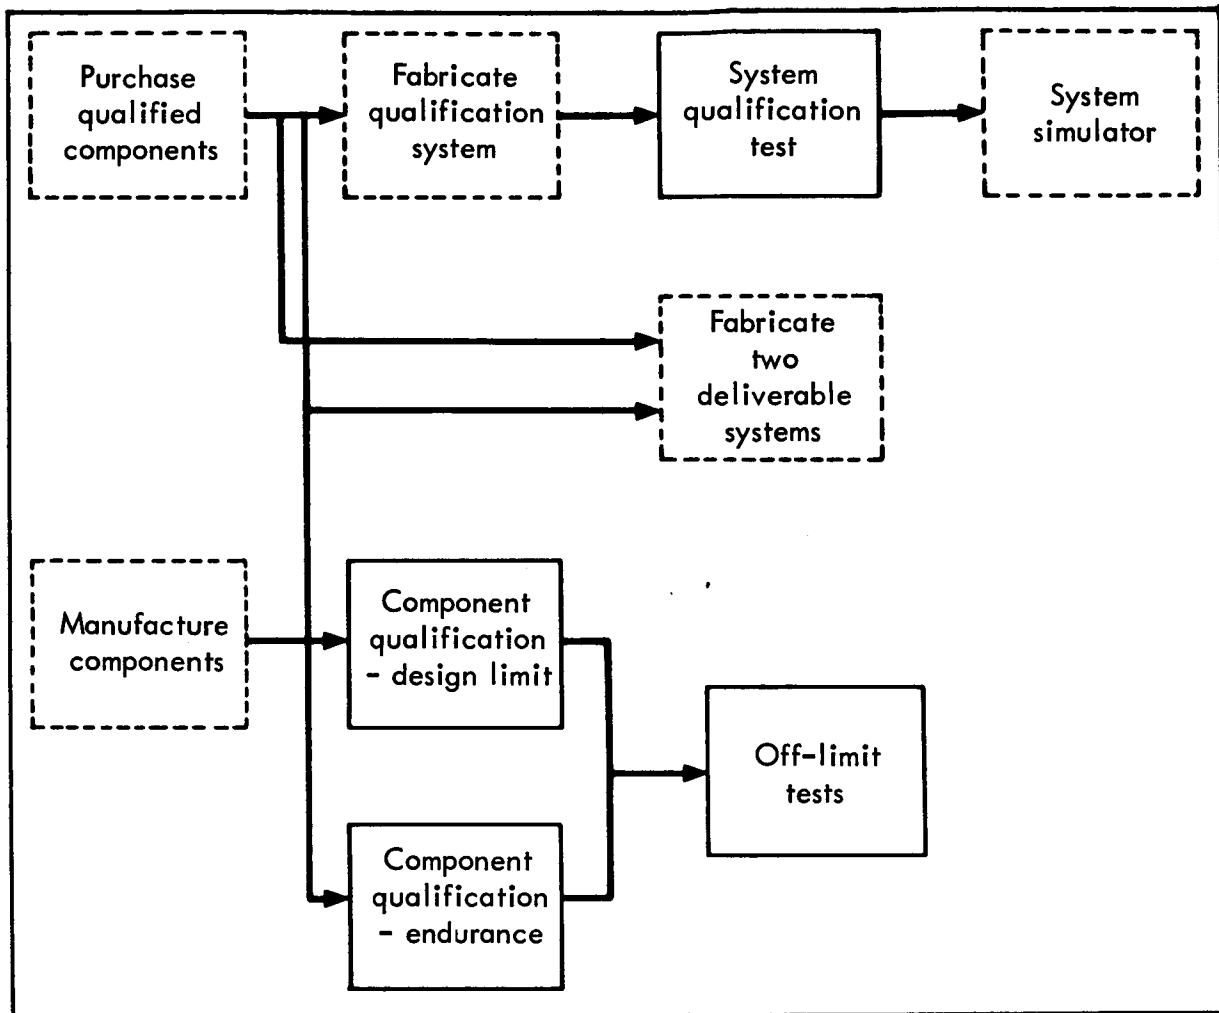 Purchase
qualified
components
Fabricate
qualification
system
System
qualification
test
System
simulator
Fabricate
two
deliverable
systems
Manufacture
components
Component
qualification
- design limit
Off-limit
tests
Component
qualification
- endurance